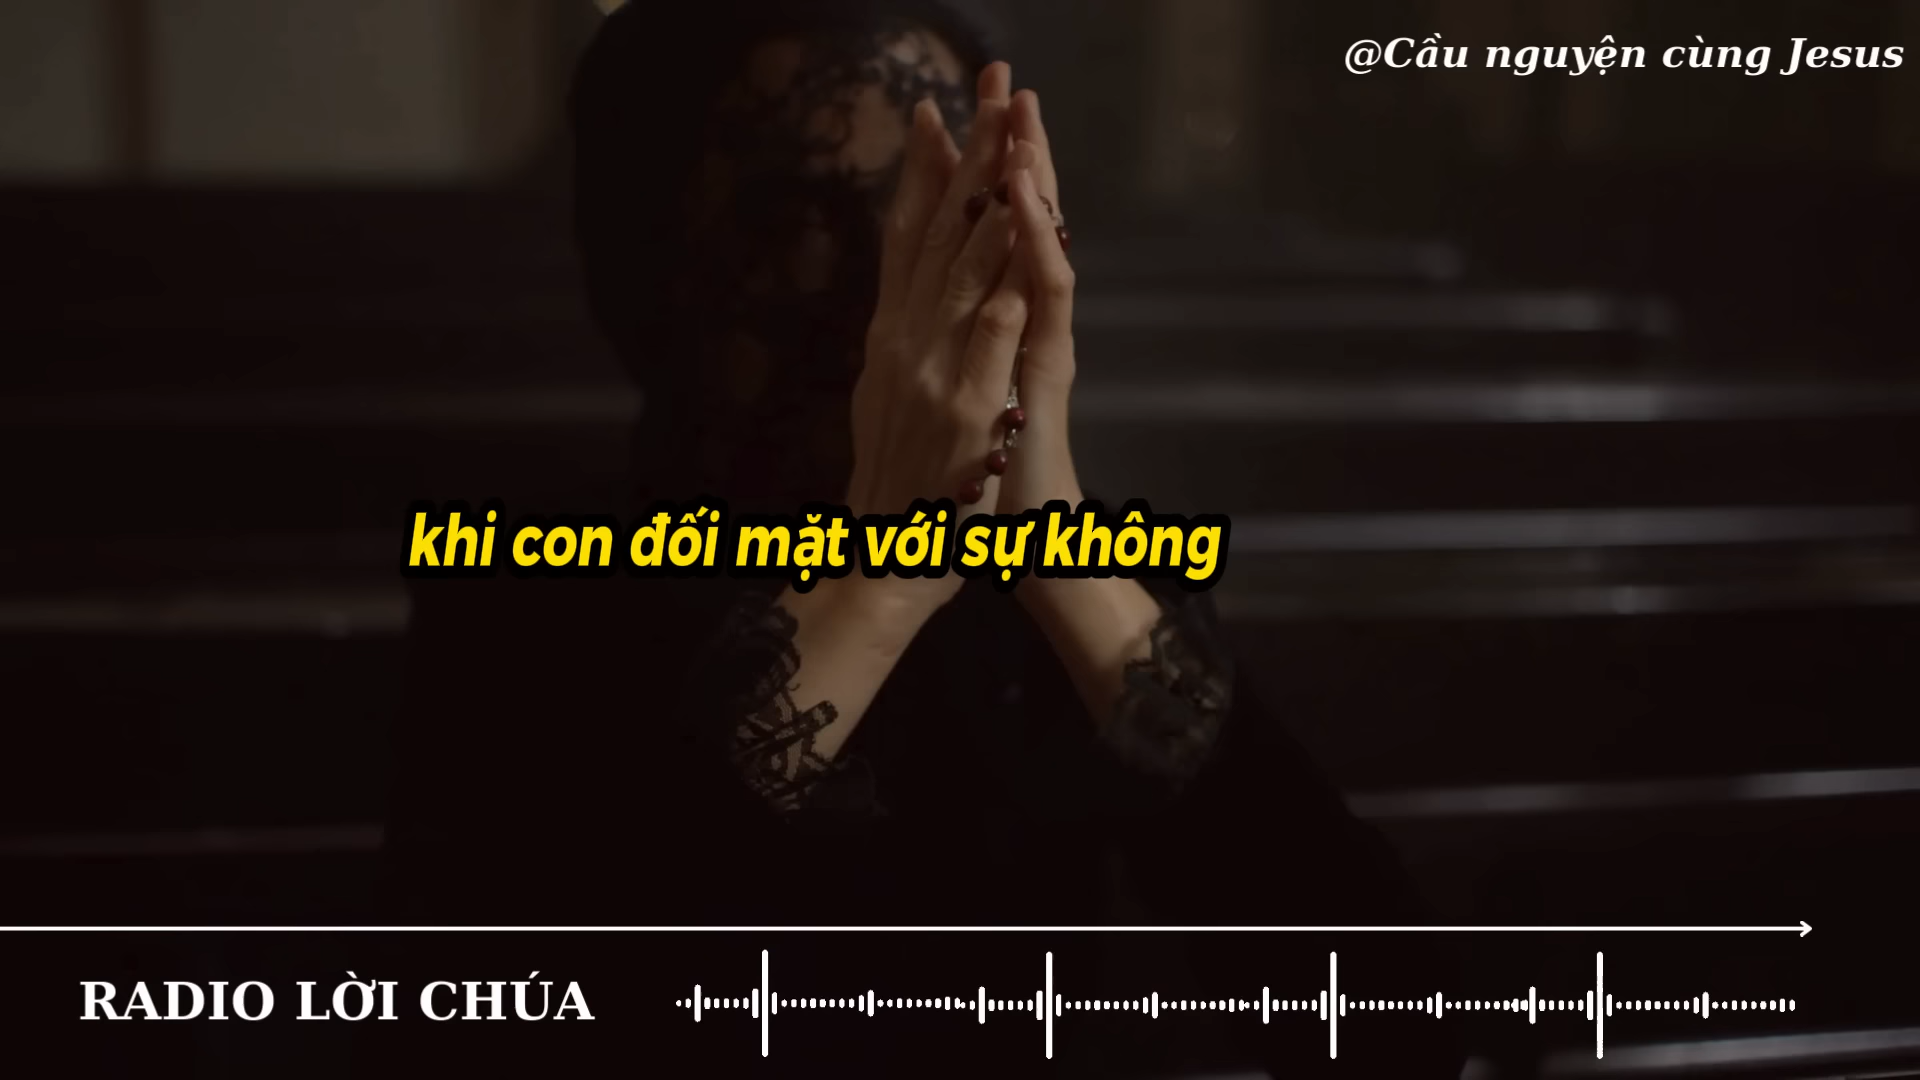 @Cầu nguyện cùng Jesus
khi con đối mặt với sự không
RADIO LỜI CHÚA